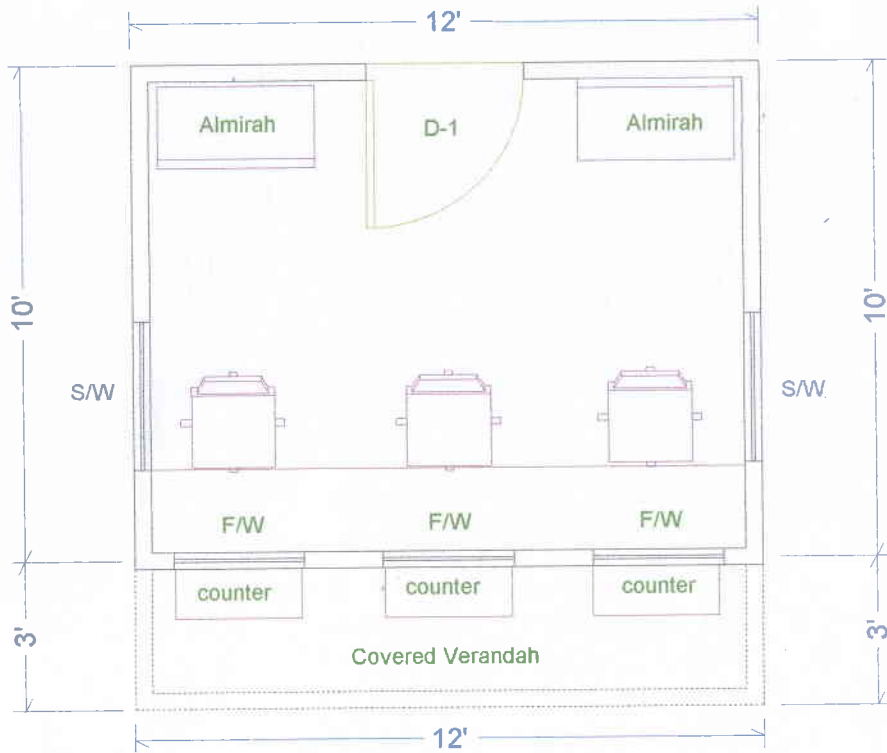 12'
Almirah
D-1
Almirah
10'
10'
S/W
S/W
F/W
F/W
F/W
counter
counter
counter
3'
3'
Covered Verandah
12'